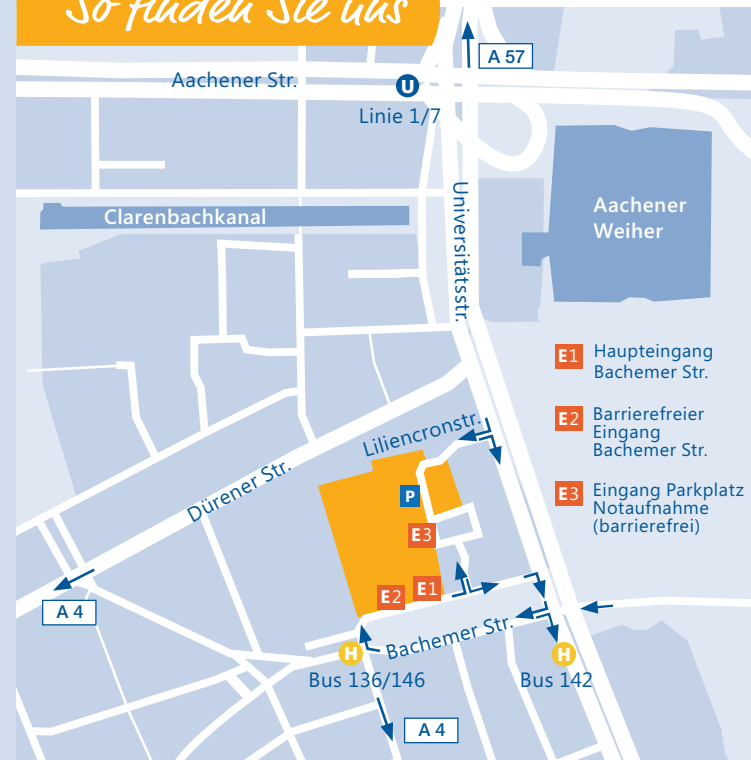 So finden Sie uns
A 57
Aachener Str.
U
Linie 1/7
Universitätsstr.
Clarenbachkanal
Aachener
Weiher
E1 Haupteingang
Bachemer Str.
E2 Barrierefreier
Eingang
Bachemer Str.
E3 Eingang Parkplatz
Notaufnahme
(barrierefrei)
Liliencronstr.
Dürener Str.
P
E3
A 4
E2
E1
Bachemer Str.
H
Bus 136/146
H
Bus 142
A 4